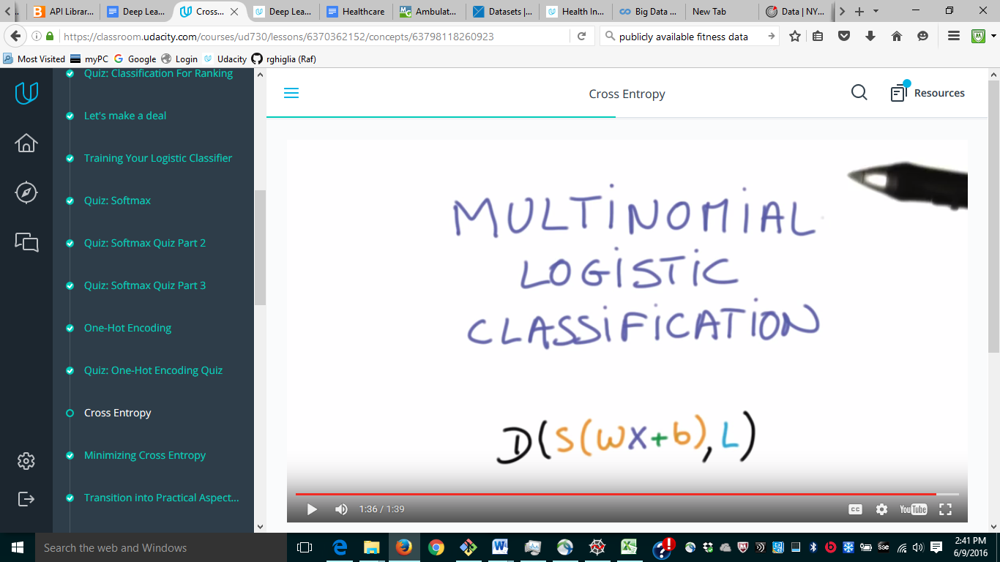 API Librar...
Deep Lea...
Cross...
Deep Lea...
Healthcare
Ambulat...
Datasets |...
Health In...
Big Data ...
New Tab
Data | NY...
https://classroom.udacity.com/courses/ud730/lessons/6370362152/concepts/63798118260923
publicly available fitness data
Most Visited
myPC
Google
Login
Udacity
rghiglia (Raf)
Quiz: Classification For Ranking
Let's make a deal
Training Your Logistic Classifier
Quiz: Softmax
Quiz: Softmax Quiz Part 2
Quiz: Softmax Quiz Part 3
One-Hot Encoding
Quiz: One-Hot Encoding Quiz
Cross Entropy
Minimizing Cross Entropy
Transition into Practical Aspect...
Cross Entropy
Resources
MULTINOMIAL
LOGISTIC
CLASSIFICATION
D(S(WX+b),L)
1:36 / 1:39
CC
YouTube
Search the web and Windows
2:41 PM
6/9/2016